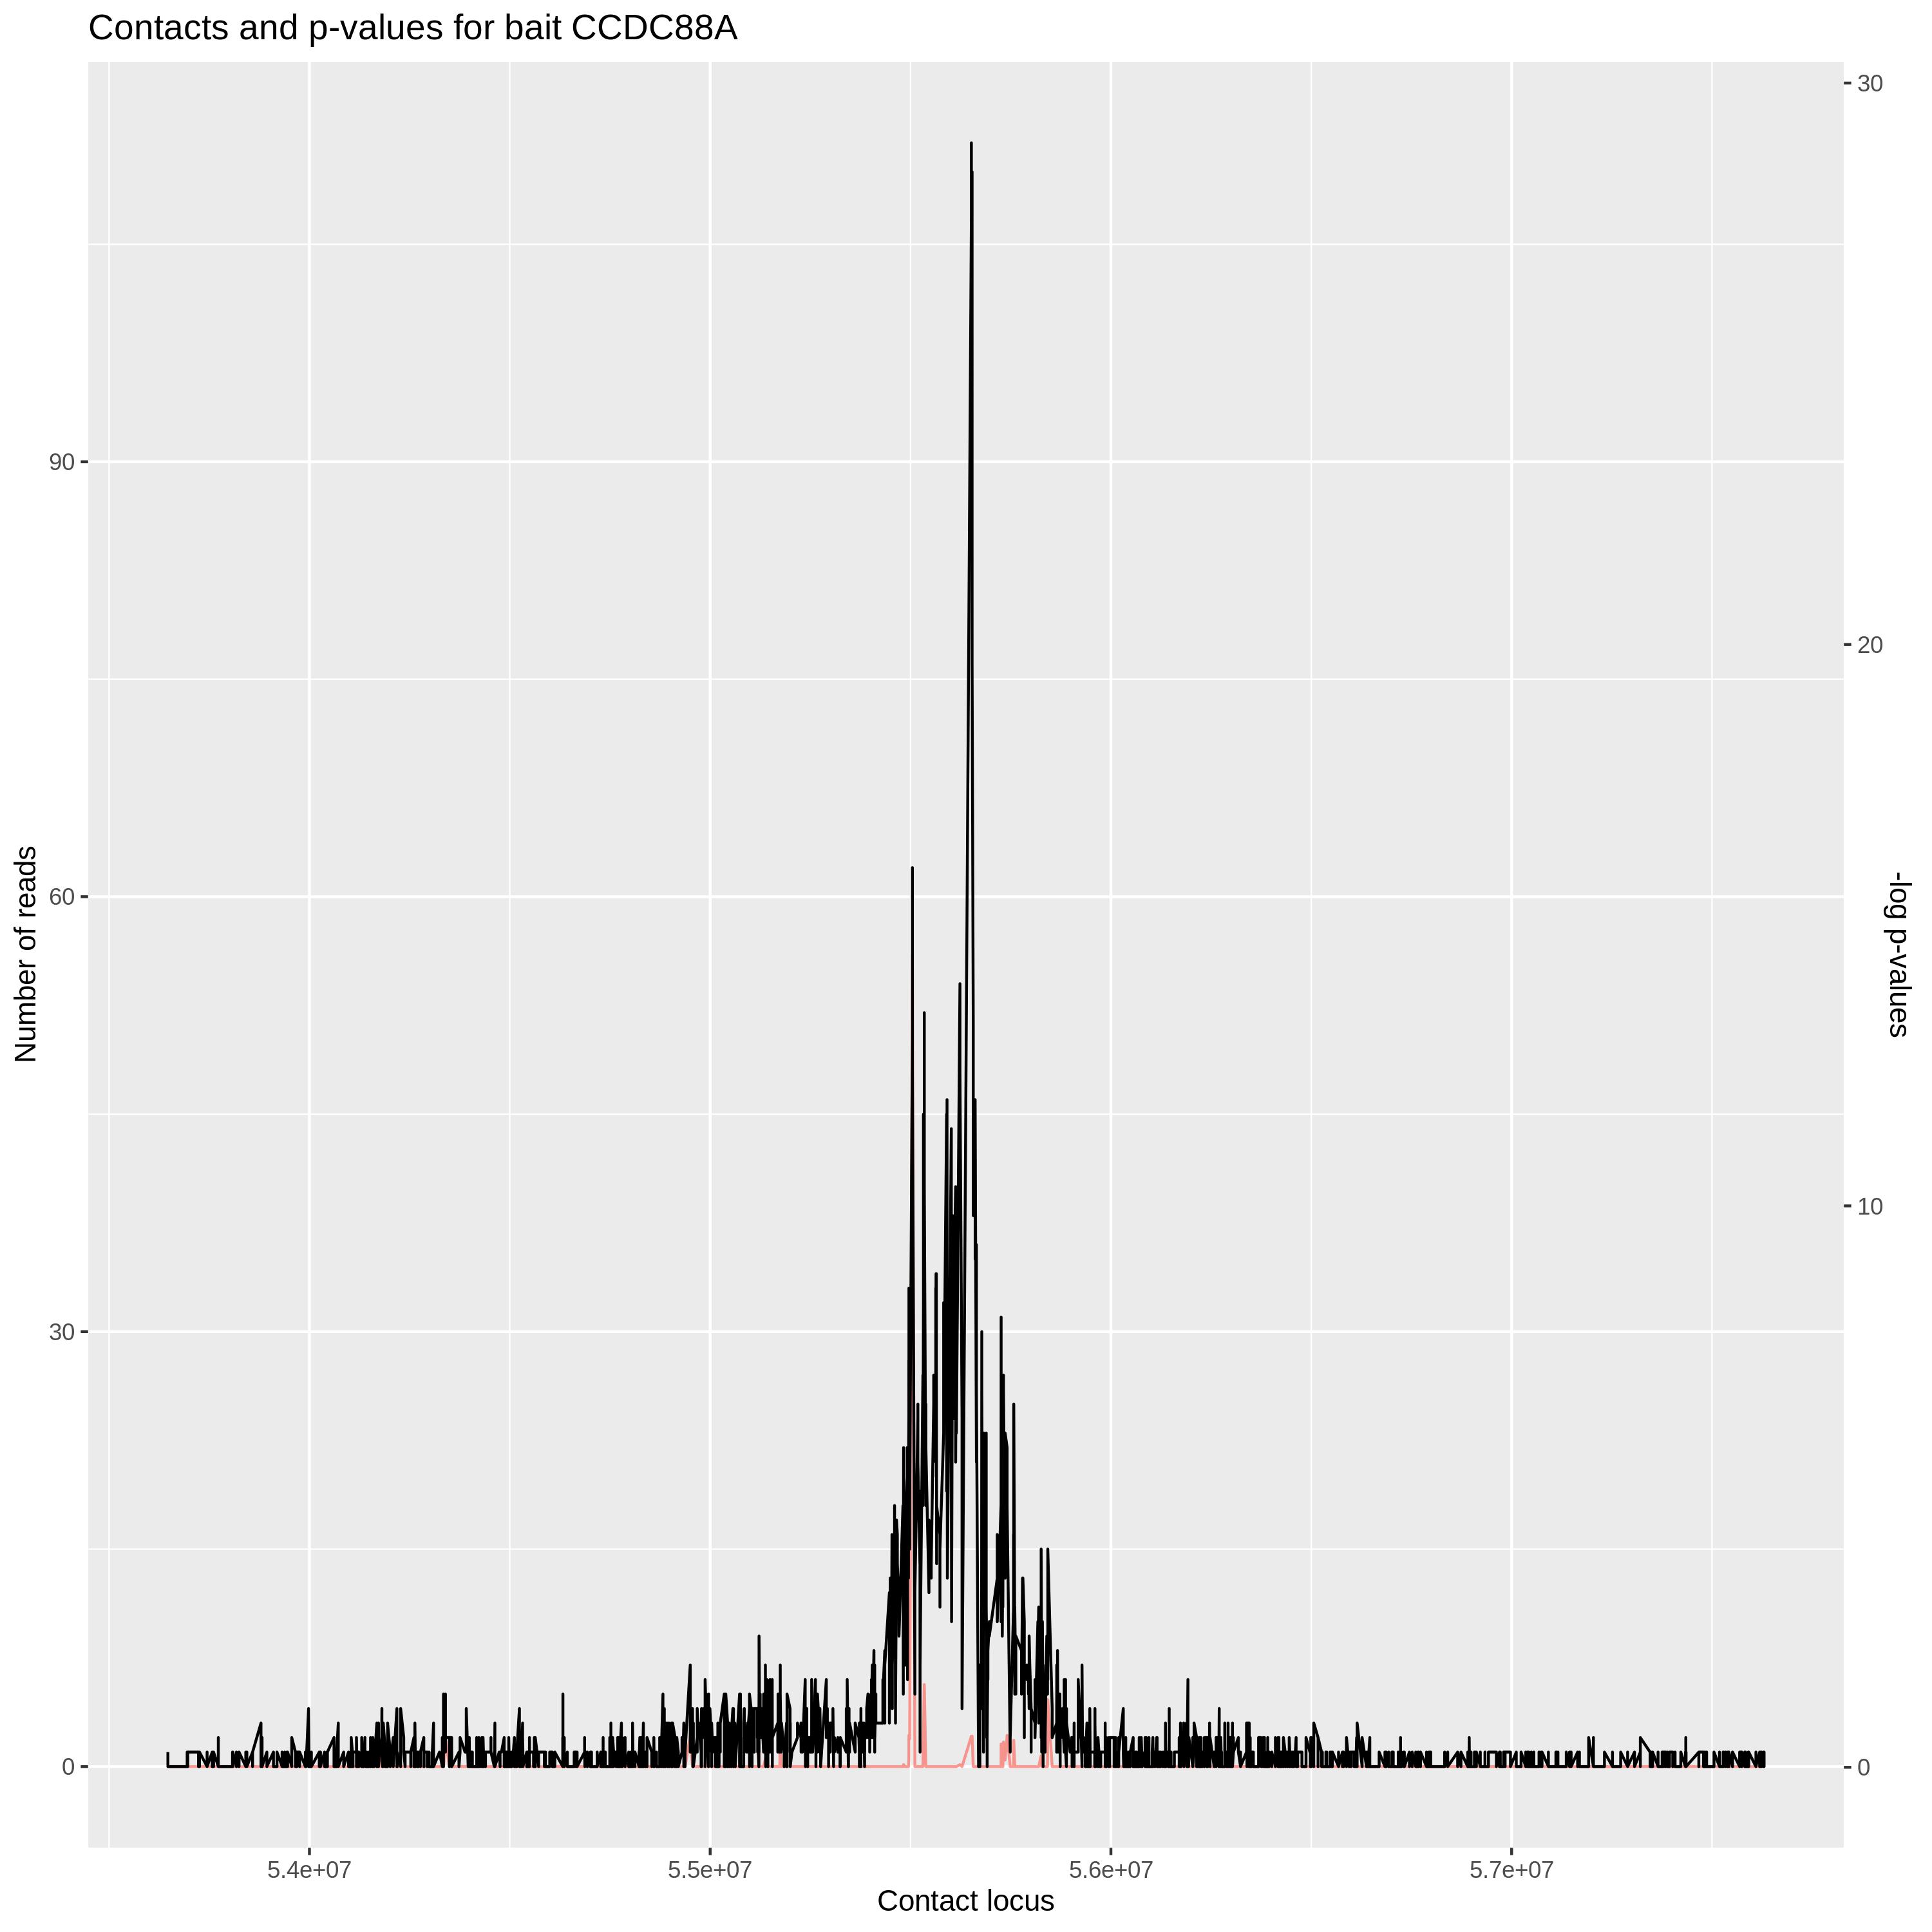 Contacts and p-values for bait CCDC88A
30
90
20
Number of reads
60
-log p-values
10
30
0
0
5.4e+07
5.5e+07
5.6e+07
5.7e+07
Contact locus